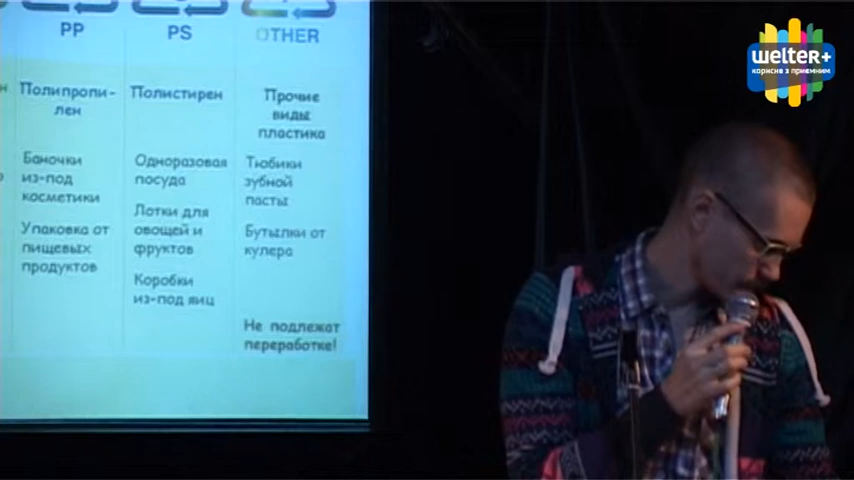 PP
PS
OTHER
Полипропи-
лен
Полистирен
Прочие
виды
пластика
Баночки
из-под
косметики
Упаковка от
пищевых
продуктов
Одноразовая
посуда
Лотки для
овощей и
фруктов
Коробки
из-под яиц
Тюбики
зубной
пасты
Бутылки от
кулера
Не подлежат
переработке!
welter+
корисне з приємним